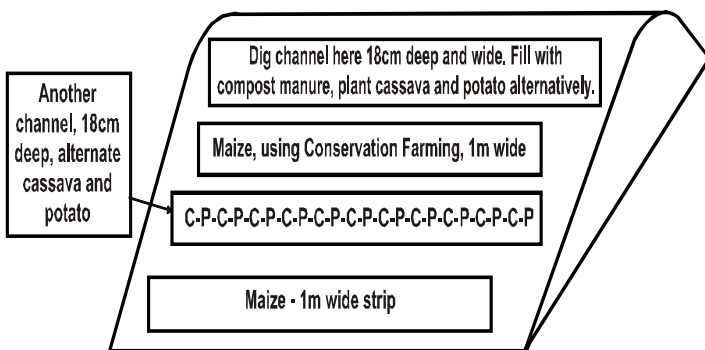 Dig channel here 18cm deep and wide. Fill with
compost manure, plant cassava and potato alternatively.
Another
channel, 18cm
deep, alternate
cassava and
potato
Maize, using Conservation Farming, 1m wide
C-P-C-P-C-P-C-P-C-P-C-P-C-P-C-P-C-P-C-P-C-P
Maize - 1m wide strip